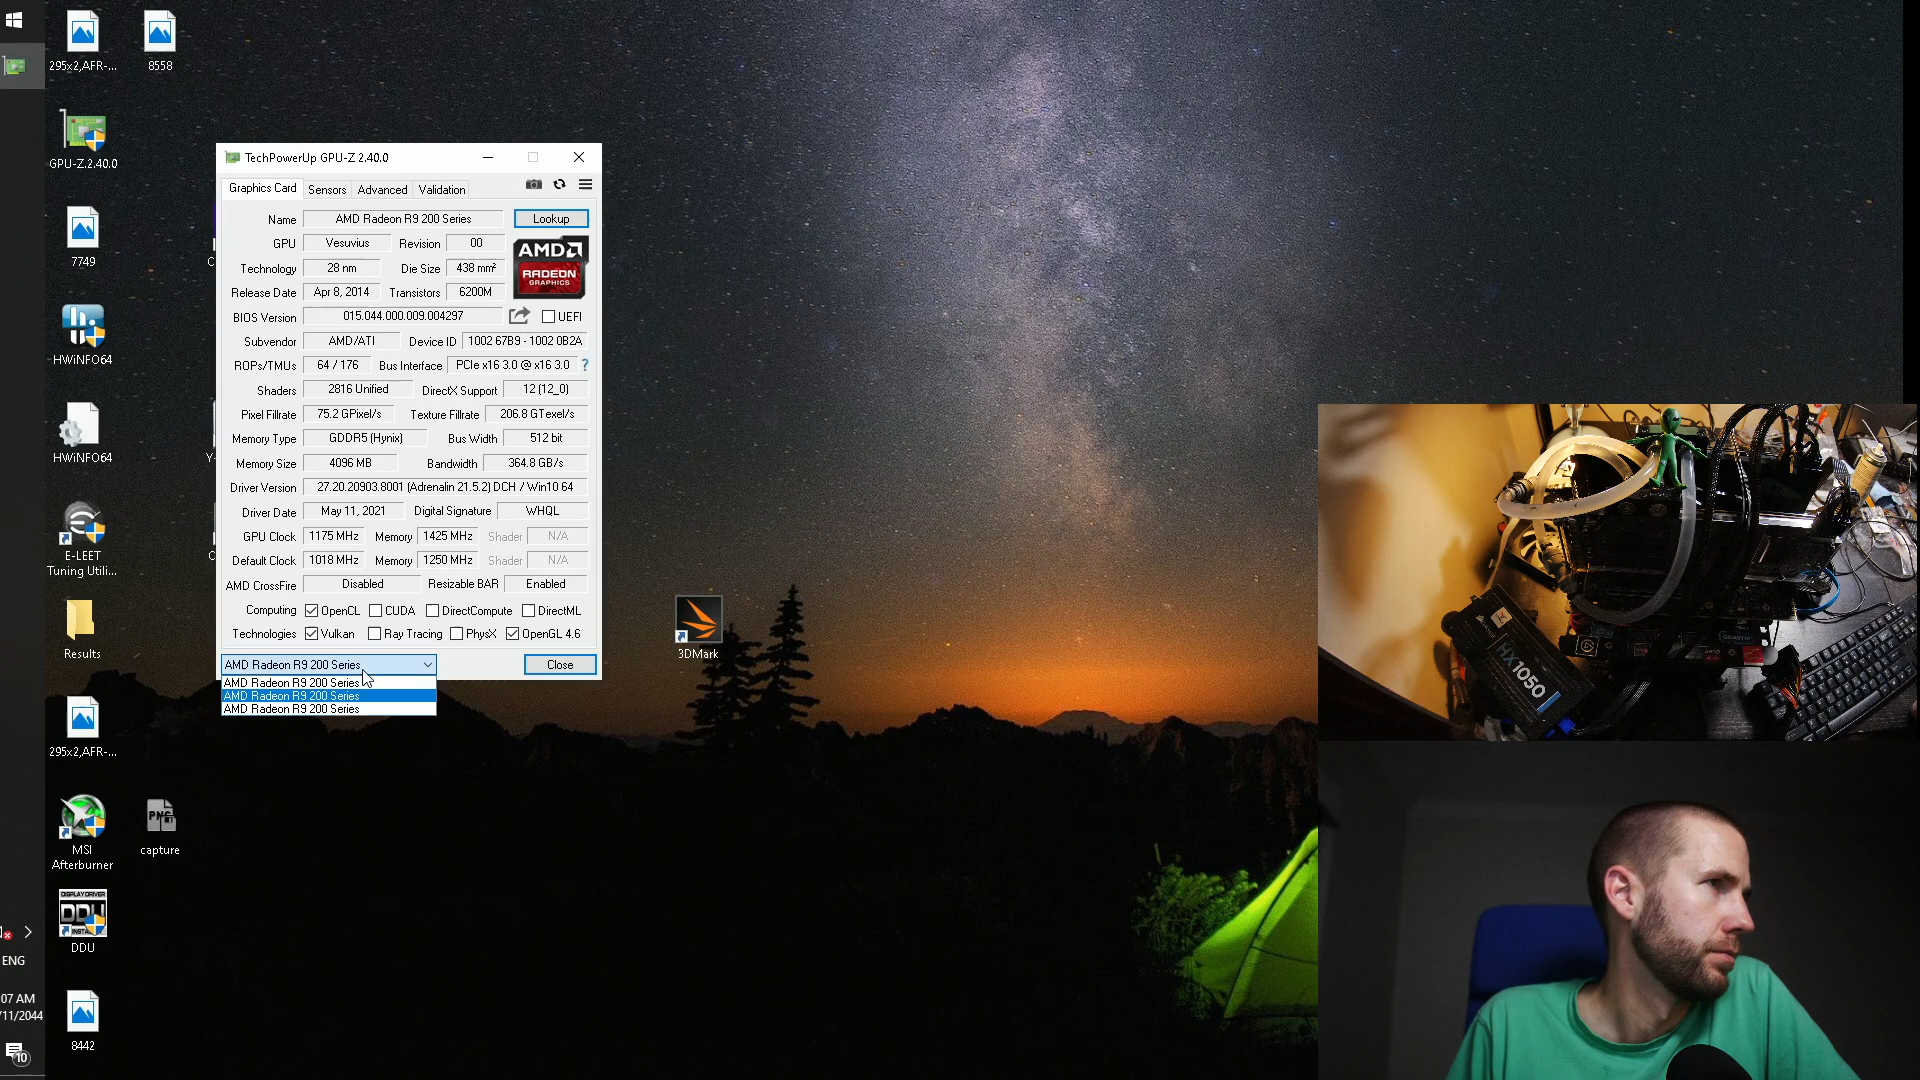 295x2,AFR-...
8558
GPU-Z.2.40.0
7749
HWiNFO64
HWiNFO64
E-LEET
Tuning Utili...
Results
295x2,AFR-...
MSI
Afterburner
PNG
capture
DISPLAY DRIVER
DDU
DDU
8442
ENG
07 AM
/11/2044
10
3DMark
TechPowerUp GPU-Z 2.40.0
Graphics Card Sensors Advanced Validation
Name AMD Radeon R9 200 Series Lookup
GPU Vesuvius Revision 00
AMD
RADEON
GRAPHICS
Technology 28 nm Die Size 438 mm²
Release Date Apr 8, 2014 Transistors 6200M
BIOS Version 015.044.000.009.004297 UEFI
Subvendor AMD/ATI Device ID 1002 67B9 - 1002 0B2A
ROPs/TMUs 64 / 176 Bus Interface PCIe x16 3.0 @ x16 3.0 ?
Shaders 2816 Unified DirectX Support 12 (12_0)
Pixel Fillrate 75.2 GPixel/s Texture Fillrate 206.8 GTexel/s
Memory Type GDDR5 (Hynix) Bus Width 512 bit
Memory Size 4096 MB Bandwidth 364.8 GB/s
Driver Version 27.20.20903.8001 (Adrenalin 21.5.2) DCH / Win10 64
Driver Date May 11, 2021 Digital Signature WHQL
GPU Clock 1175 MHz Memory 1425 MHz Shader N/A
Default Clock 1018 MHz Memory 1250 MHz Shader N/A
AMD CrossFire Disabled Resizable BAR Enabled
Computing OpenCL CUDA DirectCompute DirectML
Technologies Vulkan Ray Tracing PhysX OpenGL 4.6
AMD Radeon R9 200 Series Close
AMD Radeon R9 200 Series
AMD Radeon R9 200 Series
AMD Radeon R9 200 Series
HX1050